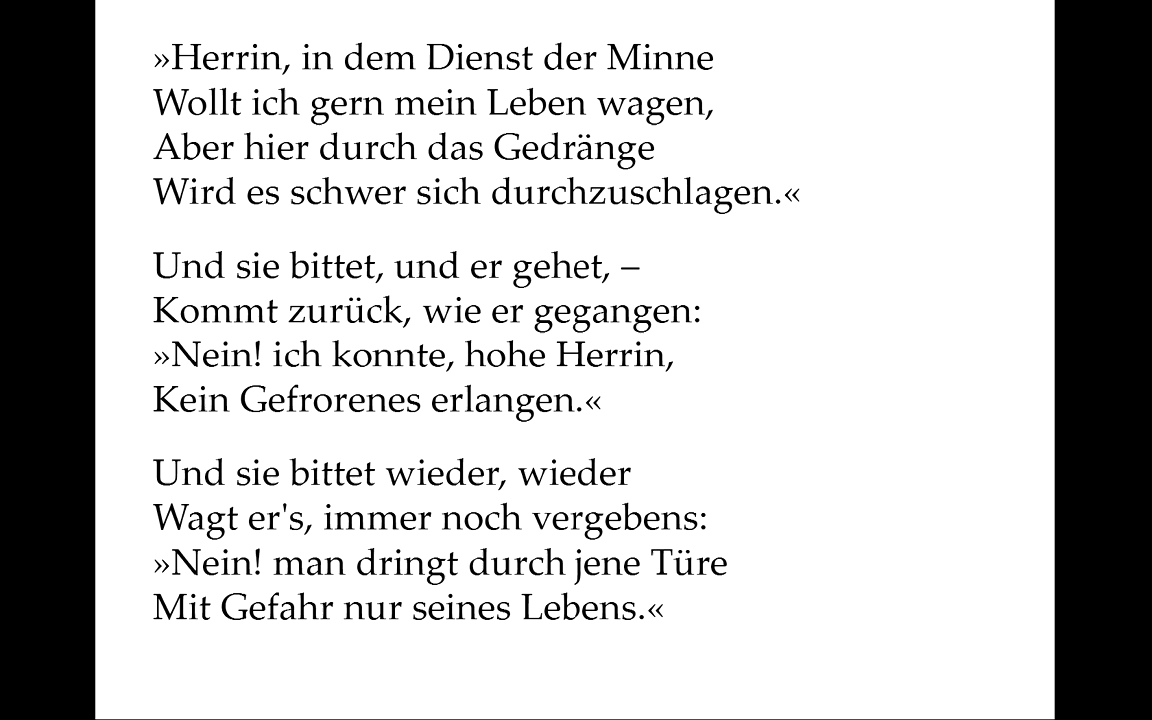 »Herrin, in dem Dienst der Minne
Wollt ich gern mein Leben wagen,
Aber hier durch das Gedränge
Wird es schwer sich durchzuschlagen.«
Und sie bittet, und er gehet, –
Kommt zurück, wie er gegangen:
»Nein! ich konnte, hohe Herrin,
Kein Gefrorenes erlangen.«
Und sie bittet wieder, wieder
Wagt er's, immer noch vergebens:
»Nein! man dringt durch jene Türe
Mit Gefahr nur seines Lebens.«